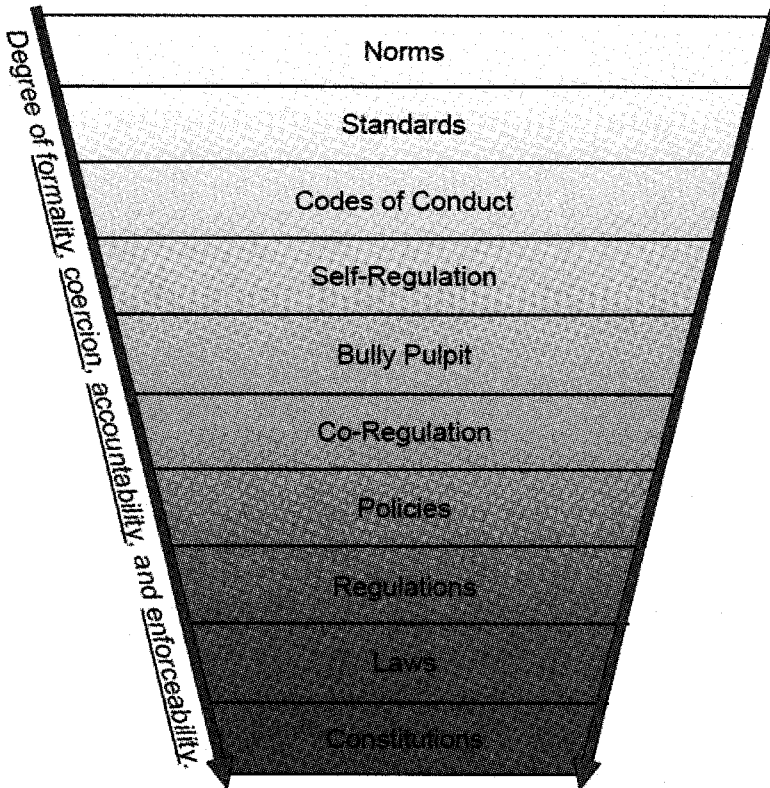 Norms
Standards
Codes of Conduct
Self-Regulation
Bully Pulpit
Co-Regulation
Policies
Regulations
Laws
Constitutions
Degree of formality, coercion, accountability, and enforceability.